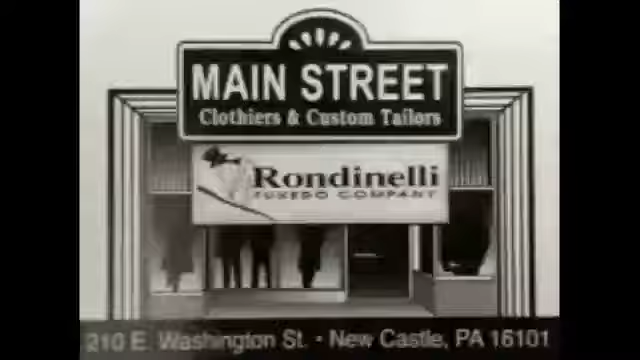 MAIN STREET
Clothiers & Custom Tailors
Rondinelli
TUXEDO COMPANY
210 E. Washington St. • New Castle, PA 16101